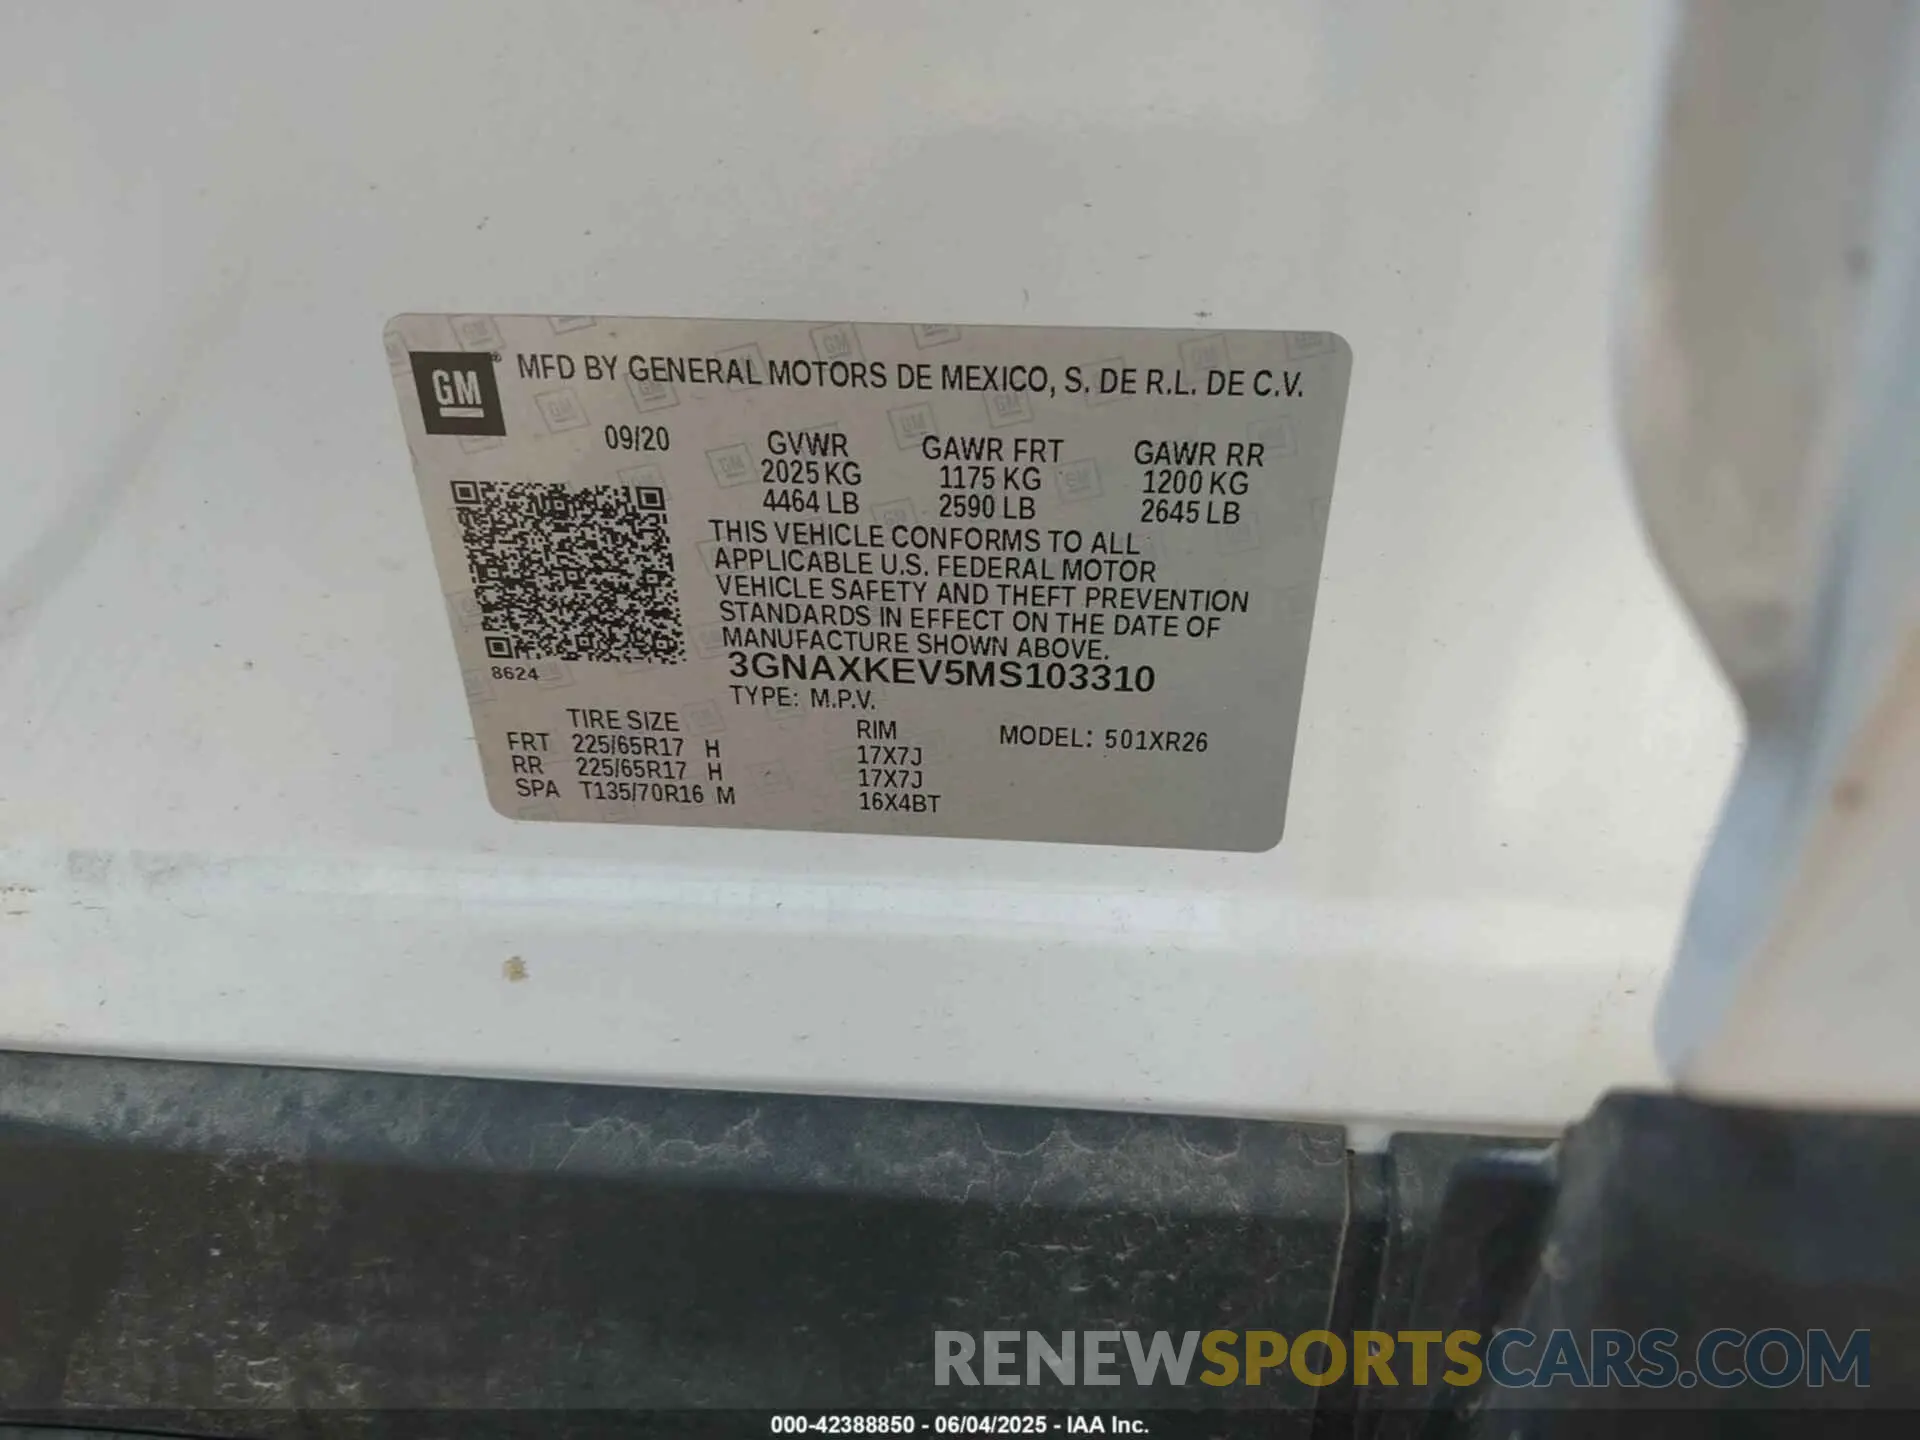 GM® MFD BY GENERAL MOTORS DE MEXICO, S. DE R.L. DE C.V.
09/20 GVWR GAWR FRT GAWR RR
2025 KG 1175 KG 1200 KG
4464 LB 2590 LB 2645 LB
THIS VEHICLE CONFORMS TO ALL
APPLICABLE U.S. FEDERAL MOTOR
VEHICLE SAFETY AND THEFT PREVENTION
STANDARDS IN EFFECT ON THE DATE OF
MANUFACTURE SHOWN ABOVE.
8624 3GNAXKEV5MS103310
TYPE: M.P.V.
TIRE SIZE RIM MODEL: 501XR26
FRT 225/65R17 H 17X7J
RR 225/65R17 H 17X7J
SPA T135/70R16 M 16X4BT
RENEWSPORTSCARS.COM
000-42388850 - 06/04/2025 - IAA Inc.